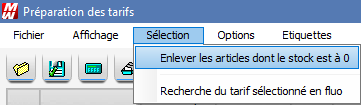 Préparation des tarifs
Fichier Affichage Sélection Options Etiquettes
Enlever les articles dont le stock est à 0
Recherche du tarif sélectionné en fluo